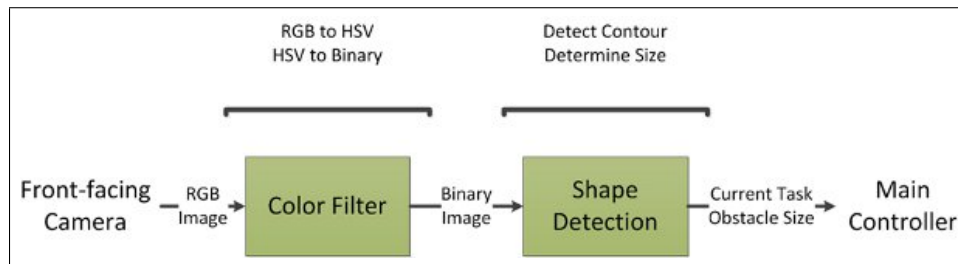 RGB to HSV
HSV to Binary
Detect Contour
Determine Size
Front-facing
Camera
RGB
Image
Color Filter
Binary
Image
Shape
Detection
Current Task
Obstacle Size
Main
Controller